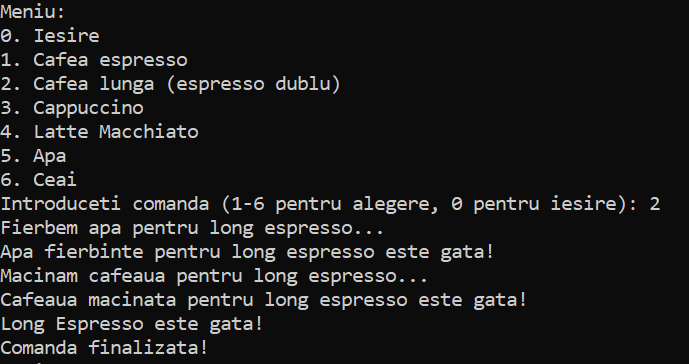 Meniu:
0. Iesire
1. Cafea espresso
2. Cafea lunga (espresso dublu)
3. Cappuccino
4. Latte Macchiato
5. Apa
6. Ceai
Introduceti comanda (1-6 pentru alegere, 0 pentru iesire): 2
Fierbem apa pentru long espresso...
Apa fierbinte pentru long espresso este gata!
Macinam cafeaua pentru long espresso...
Cafeaua macinata pentru long espresso este gata!
Long Espresso este gata!
Comanda finalizata!